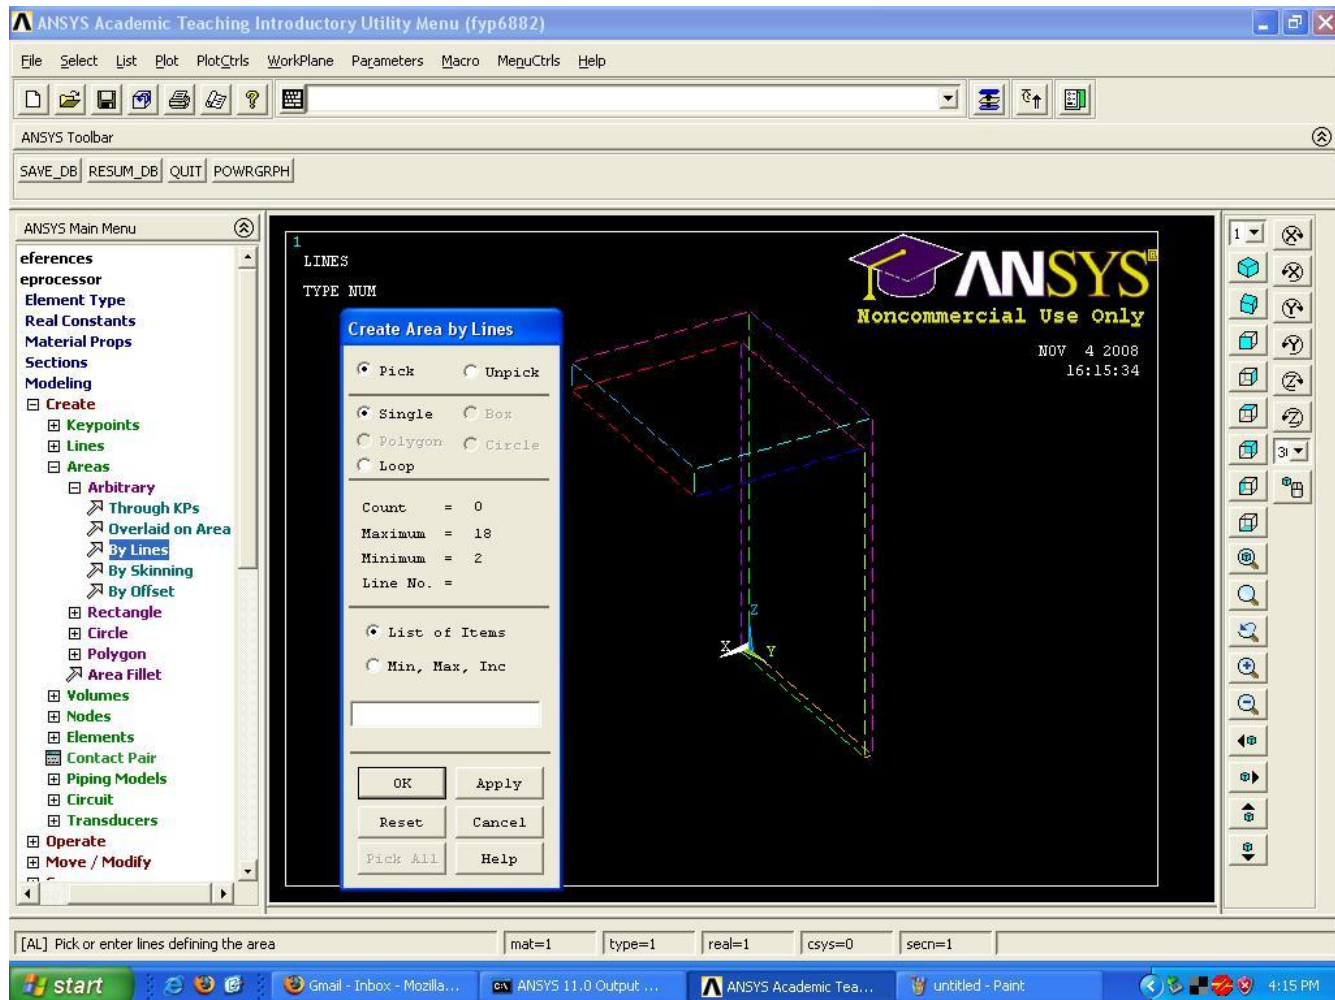 ANSYS Academic Teaching Introductory Utility Menu (fyp6882)
File Select List Plot PlotCtrls WorkPlane Parameters Macro MenuCtrls Help
ANSYS Toolbar
SAVE_DB RESUM_DB QUIT POWRGRPH
ANSYS Main Menu
eferences
eprocessor
Element Type
Real Constants
Material Props
Sections
Modeling
Create
Keypoints
Lines
Areas
Arbitrary
Through KPs
Overlaid on Area
By Lines
By Skinning
By Offset
Rectangle
Circle
Polygon
Area Fillet
Volumes
Nodes
Elements
Contact Pair
Piping Models
Circuit
Transducers
Operate
Move / Modify
1
LINES
TYPE NUM
ANSYS
Noncommercial Use Only
NOV 4 2008
16:15:34
Z
X Y
Create Area by Lines
Pick Unpick
Single Box
Polygon Circle
Loop
Count = 0
Maximum = 18
Minimum = 2
Line No. =
List of Items
Min, Max, Inc
OK Apply
Reset Cancel
Pick All Help
1
X
X
Y
Y
Z
Z
[AL] Pick or enter lines defining the area
mat=1 type=1 real=1 csys=0 secn=1
start Gmail - Inbox - Mozilla... ANSYS 11.0 Output ... ANSYS Academic Tea... untitled - Paint 4:15 PM